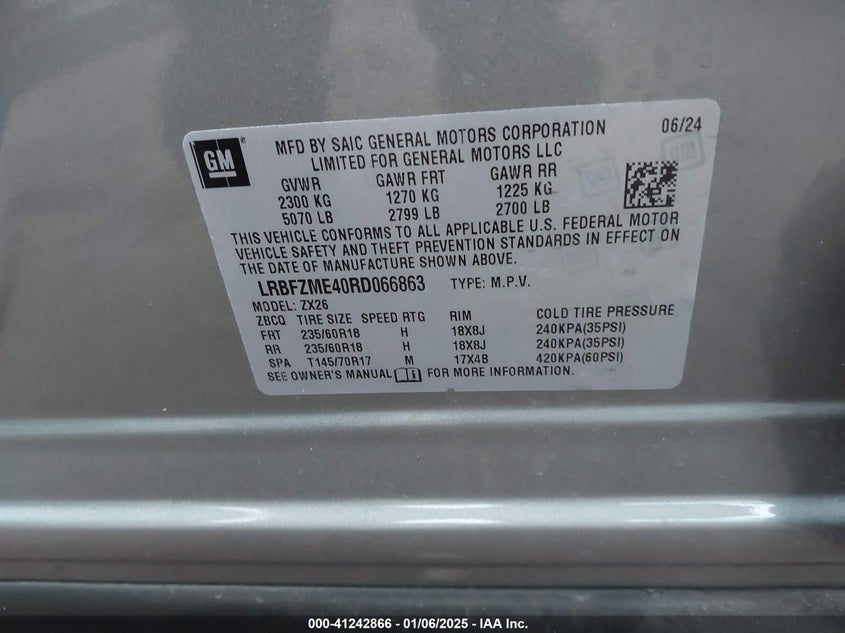 GM
MFD BY SAIC GENERAL MOTORS CORPORATION 06/24
LIMITED FOR GENERAL MOTORS LLC
GVWR GAWR FRT GAWR RR
2300 KG 1270 KG 1225 KG
5070 LB 2799 LB 2700 LB
THIS VEHICLE CONFORMS TO ALL APPLICABLE U.S. FEDERAL MOTOR
VEHICLE SAFETY AND THEFT PREVENTION STANDARDS IN EFFECT ON
THE DATE OF MANUFACTURE SHOWN ABOVE.
LRBFZME40RD066863 TYPE: M.P.V.
MODEL: ZX26
ZBCQ TIRE SIZE SPEED RTG RIM COLD TIRE PRESSURE
FRT 235/60R18 H 18X8J 240KPA(35PSI)
RR 235/60R18 H 18X8J 240KPA(35PSI)
SPA T145/70R17 M 17X4B 420KPA(60PSI)
SEE OWNER'S MANUAL FOR MORE INFORMATION.
000-41242866 - 01/06/2025 - IAA Inc.